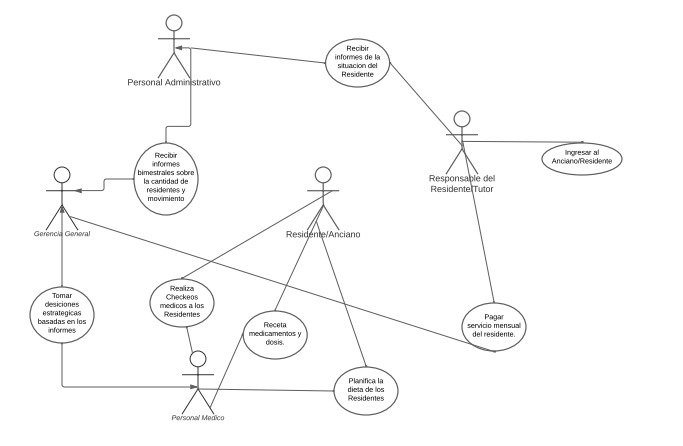 Personal Administrativo
Recibir
informes de la
situacion del
Residente
Recibir
informes
bimestrales sobre
la cantidad de
residentes y
movimiento
Ingresar al
Anciano/Residente
Responsable del
Residente/Tutor
Gerencia General
Residente/Anciano
Tomar
desiciones
estrategicas
basadas en los
informes
Realiza
Checkeos
medicos a los
Residentes
Receta
medicamentos y
dosis.
Pagar
servicio mensual
del residente.
Planifica la
dieta de los
Residentes
Personal Medico